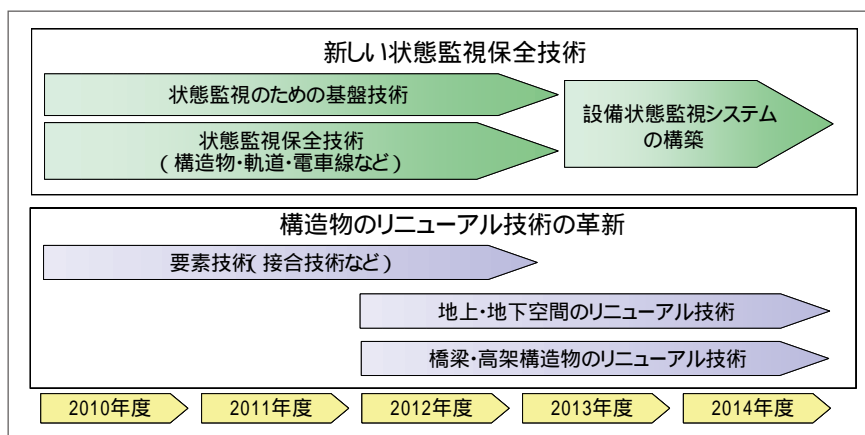 新しい状態監視保全技術
状態監視のための基盤技術
状態監視保全技術
(構造物・軌道・電車線など)
設備状態監視システム
の構築
構造物のリニューアル技術の革新
要素技術(接合技術など)
地上・地下空間のリニューアル技術
橋梁・高架構造物のリニューアル技術
2010年度
2011年度
2012年度
2013年度
2014年度